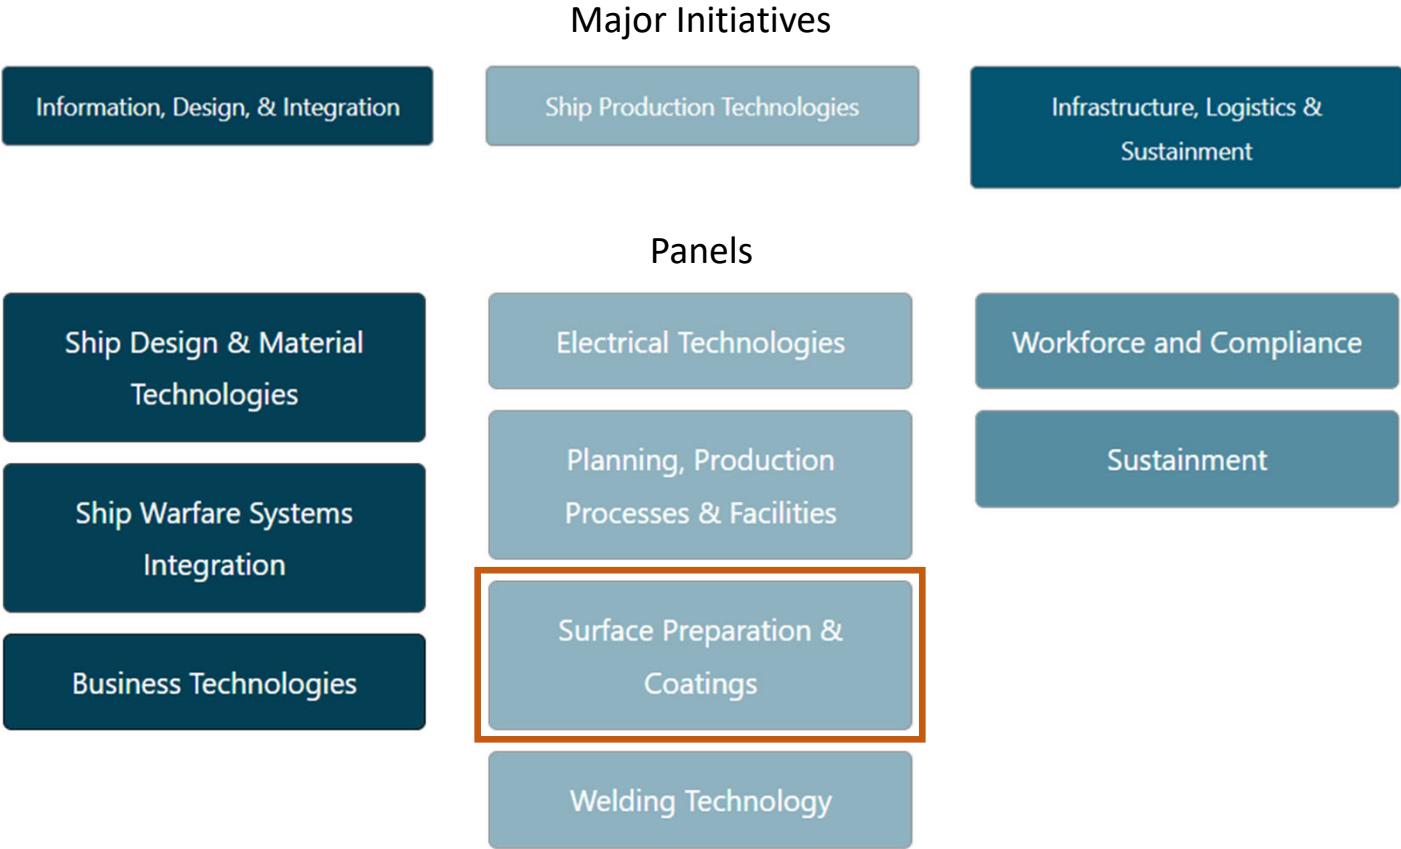 Major Initiatives
Information, Design, & Integration
Ship Production Technologies
Infrastructure, Logistics &
Sustainment
Panels
Ship Design & Material
Technologies
Ship Warfare Systems
Integration
Business Technologies
Electrical Technologies
Planning, Production
Processes & Facilities
Surface Preparation &
Coatings
Welding Technology
Workforce and Compliance
Sustainment